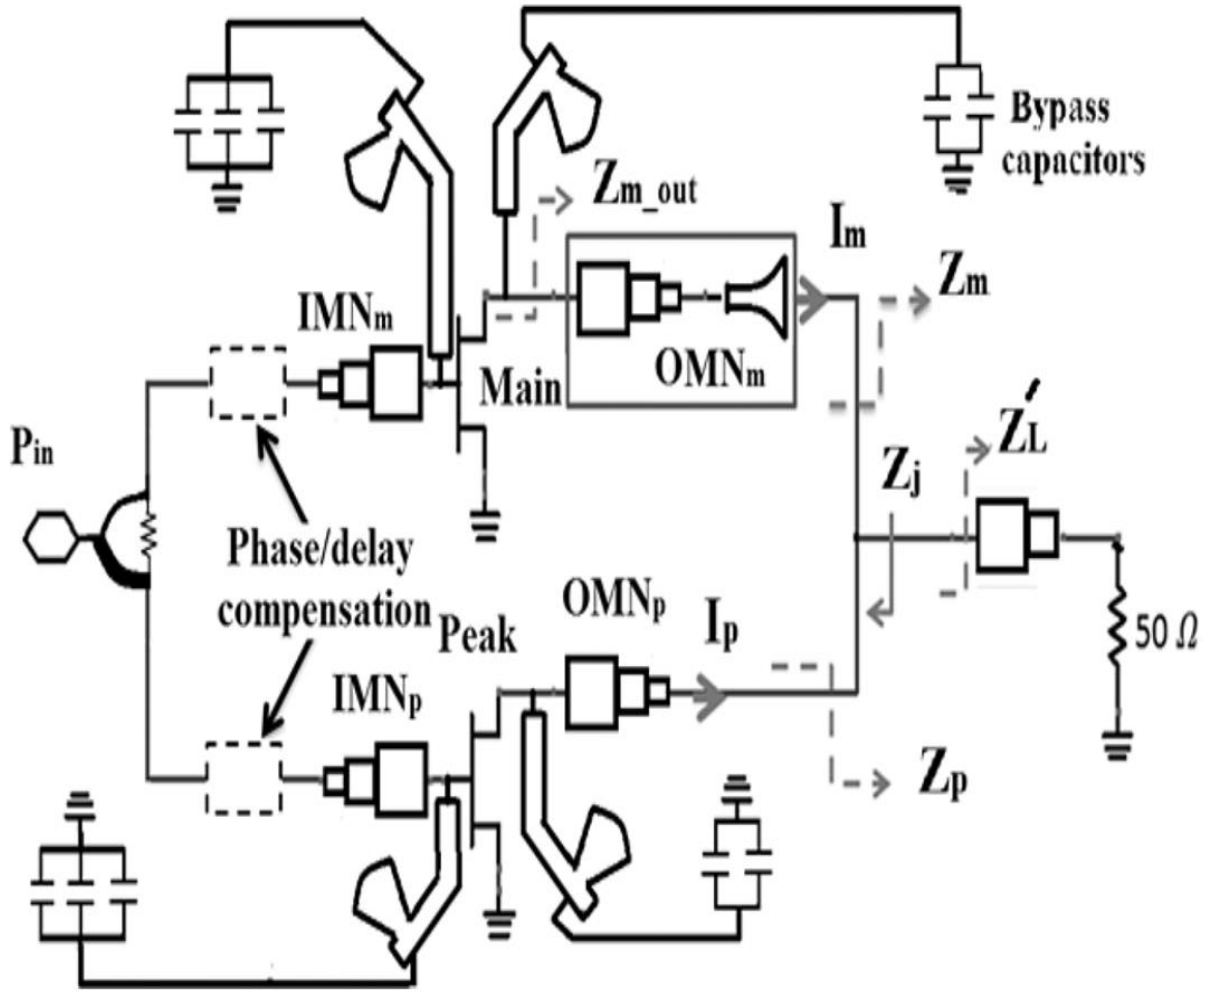 Bypass
capacitors
Zm_out
Im
Zm
IMNm
OMNm
Main
Z'L
Pin
Zj
Phase/delay
compensation
OMNp
Ip
Peak
50 Ω
IMNp
Zp